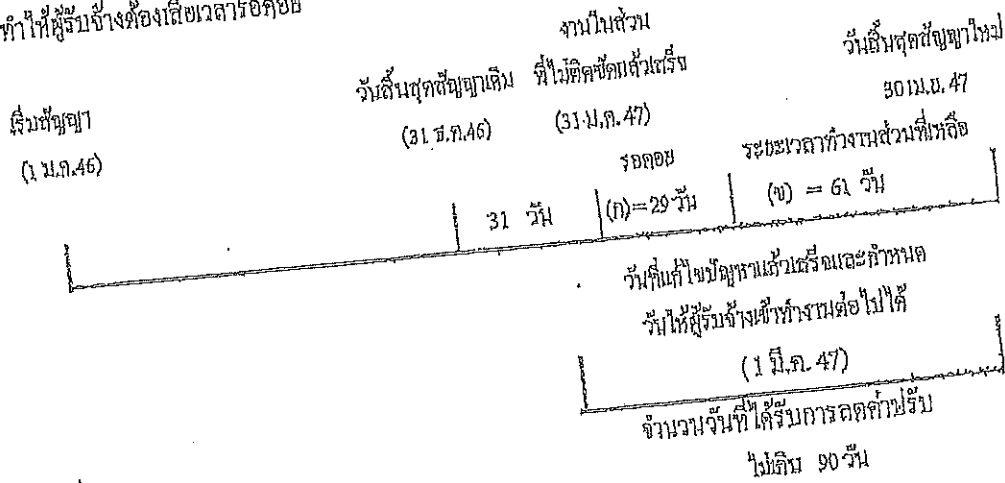 ทำให้ผู้รับจ้างต้องเสียเวลารอคอย
เริ่มสัญญา
(1 ม.ค.46)
วันสิ้นสุดสัญญาเดิม
(31 ธ.ค.46)
งานในส่วน
ที่ไม่ติดขัดแล้วเสร็จ
(31 ม.ค. 47)
วันสิ้นสุดสัญญาใหม่
30 เม.ย. 47
31 วัน
รอคอย
(ก)=29 วัน
ระยะเวลาทำงานส่วนที่เหลือ
(ข) = 61 วัน
วันที่แก้ไขปัญหาแล้วเสร็จและกำหนด
วันให้ผู้รับจ้างเข้าทำงานต่อไปได้
(1 มี.ค. 47)
จำนวนวันที่ได้รับการลดค่าปรับ
ไม่เกิน 90 วัน